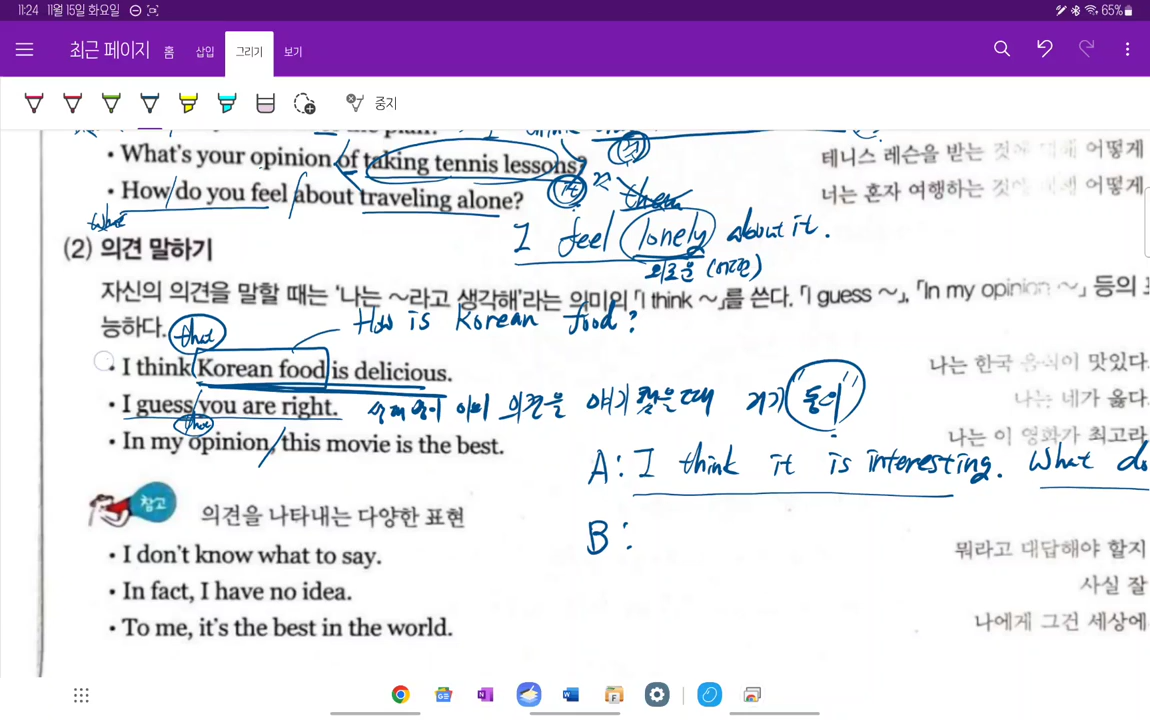 11:24 11월 15일 화요일 65%
최근 페이지 홈 삽입 그리기 보기
중지
the plan? I think
• What's your opinion of taking tennis lessons? 테니스 레슨을 받는 것에 대해 어떻게
• How do you feel about traveling alone? 너는 혼자 여행하는 것에 어떻게
I feel lonely about it.
외로운 (어떤)
(2) 의견 말하기
자신의 의견을 말할 때는 '나는 ~라고 생각해'라는 의미의 「I think ~」를 쓴다. 「I guess ~」, 「In my opinion ~」 등의 표
능하다. that How is Korean food?
• I think Korean food is delicious. 나는 한국 음식이 맛있다
• I guess you are right. 이미 의견을 얘기 했을때 거기 "동의" 나는 네가 옳다.
that
• In my opinion, this movie is the best. 나는 이 영화가 최고라
A: I think it is interesting. What do
참고 의견을 나타내는 다양한 표현
B:
• I don't know what to say. 뭐라고 대답해야 할지
• In fact, I have no idea. 사실 잘
• To me, it's the best in the world. 나에게 그건 세상에